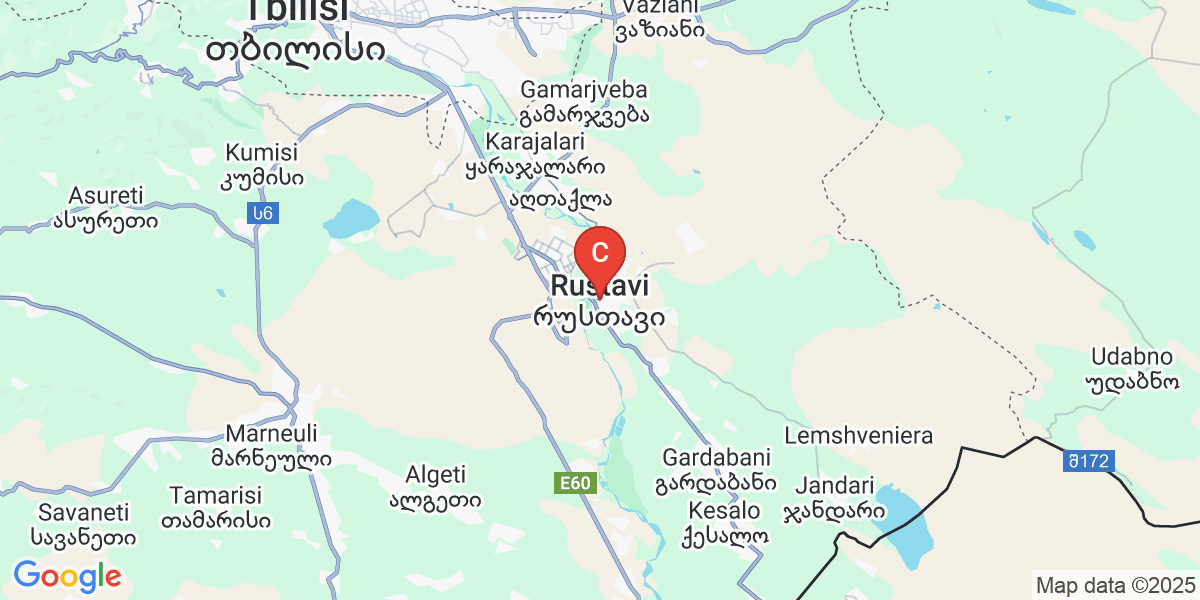 Tbilisi
თბილისი
Vaziani
ვაზიანი
Gamarjveba
გამარჯვება
Karajalari
ყარაჯალარი
აღთაქლა
Kumisi
კუმისი
Asureti
ასურეთი
ს6
C
Rustavi
რუსთავი
Udabno
უდაბნო
Marneuli
მარნეული
Lemshveniera
შ172
Algeti
ალგეთი
E60
Gardabani
გარდაბანი
Jandari
ჯანდარი
Tamarisi
თამარისი
Kesalo
ქესალო
Savaneti
სავანეთი
Google
Map data ©2025